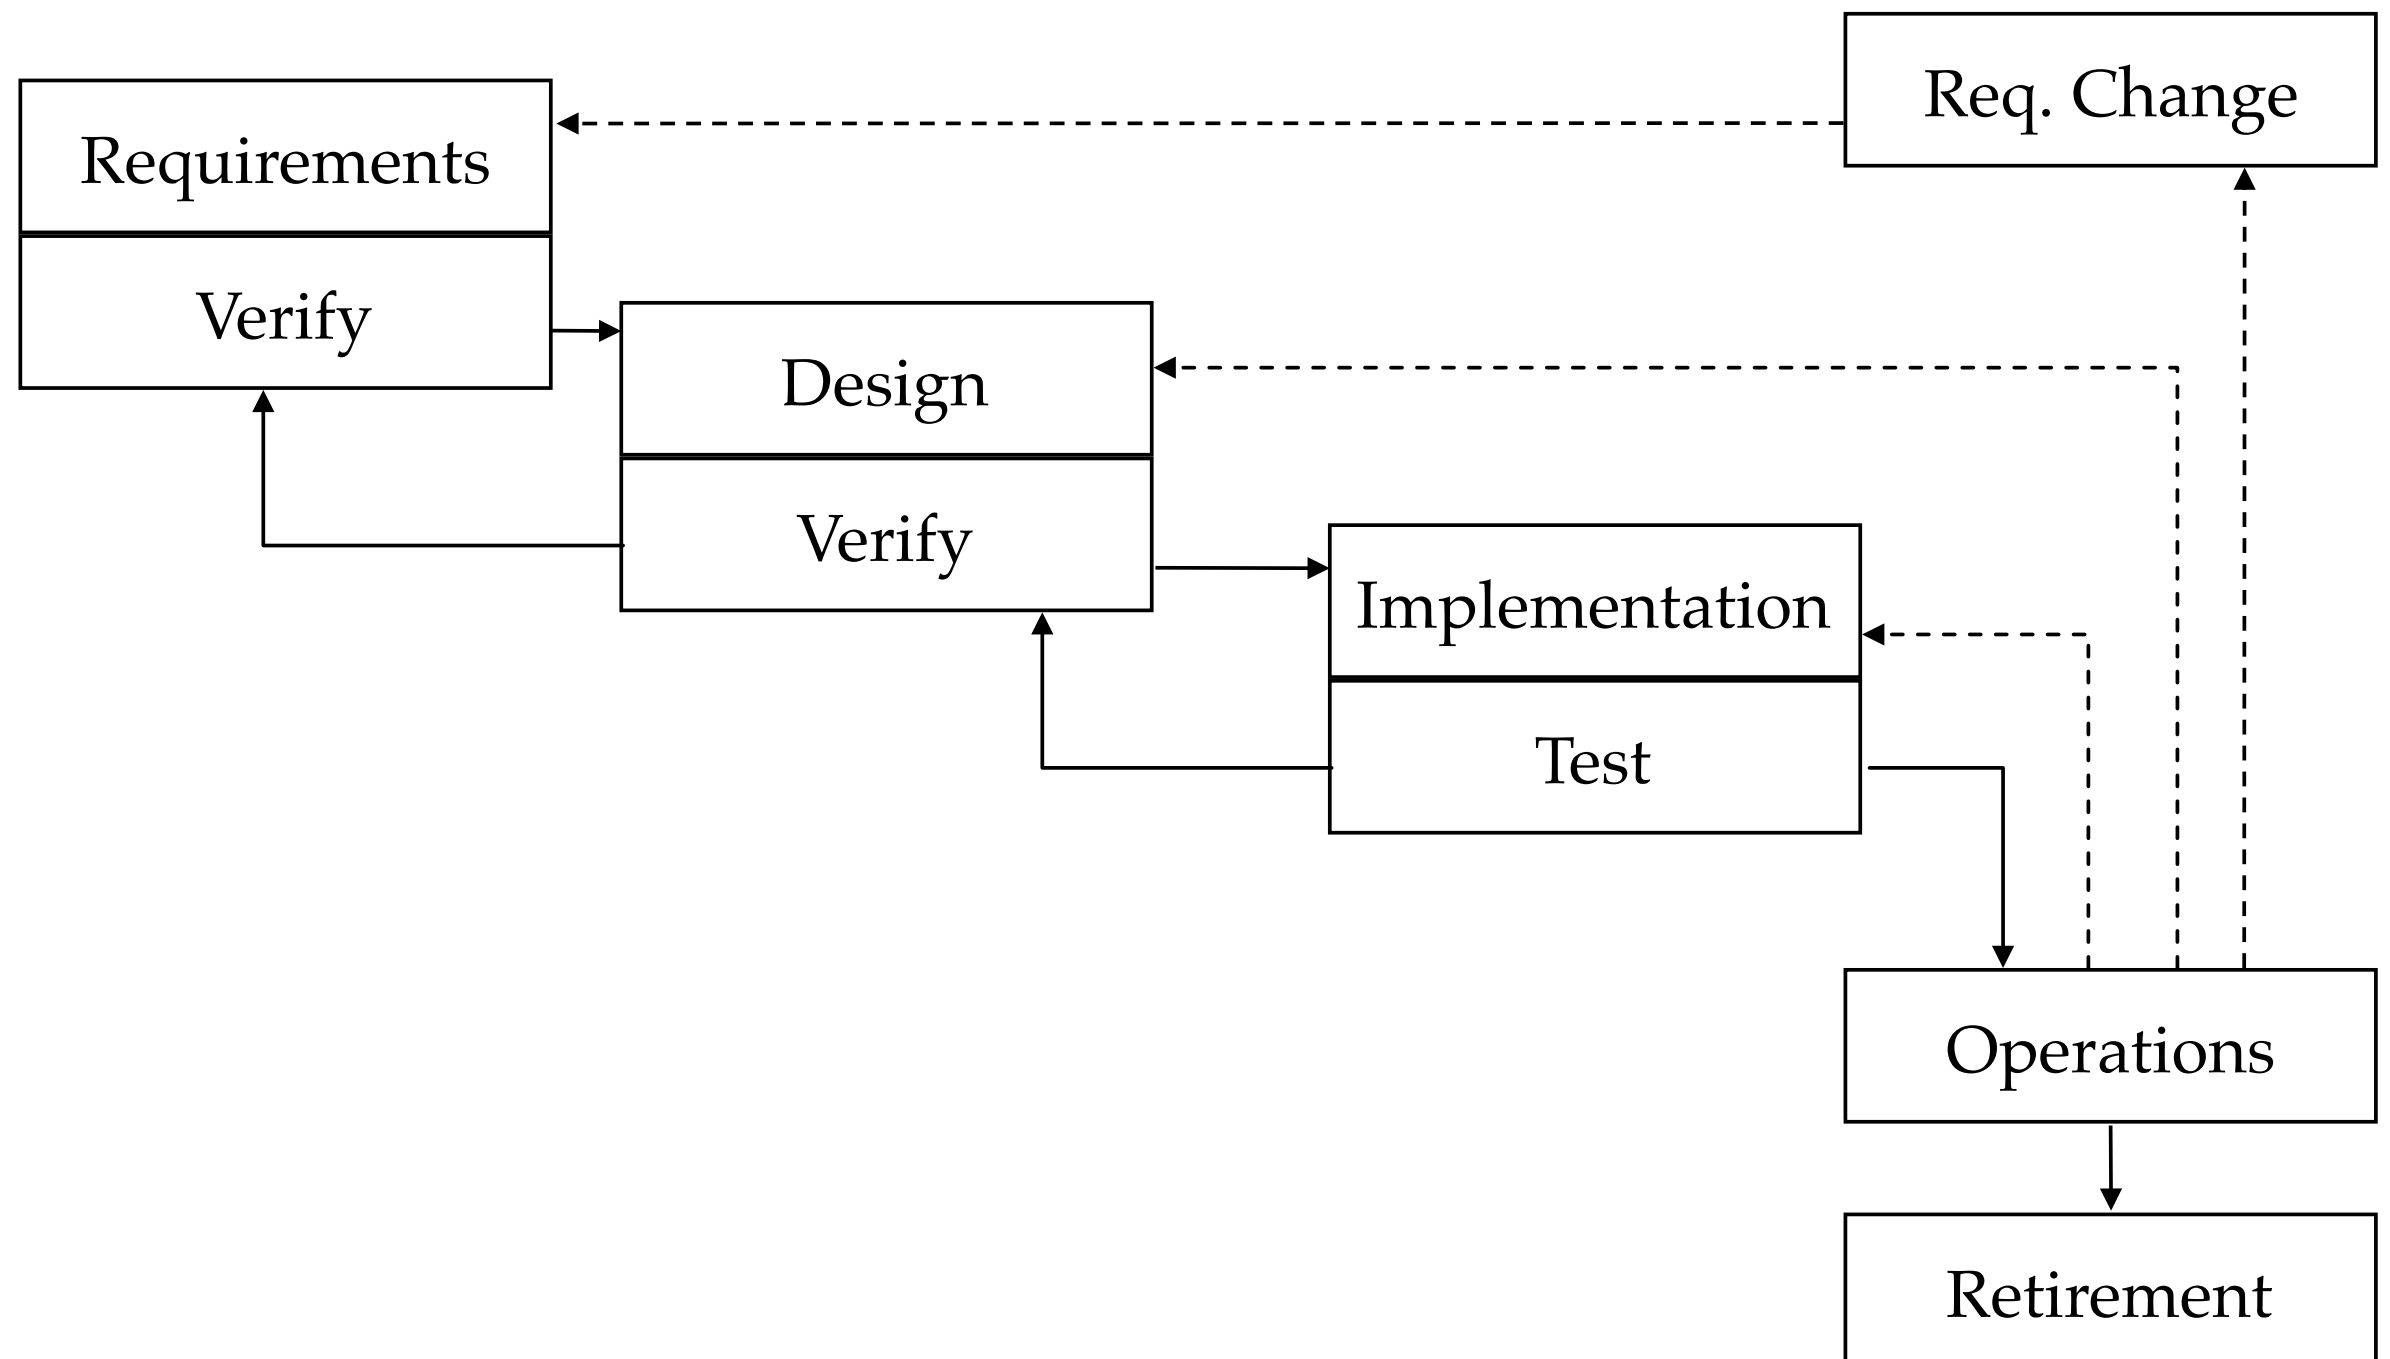 Req. Change
Requirements
Verify
Design
Verify
Implementation
Test
Operations
Retirement